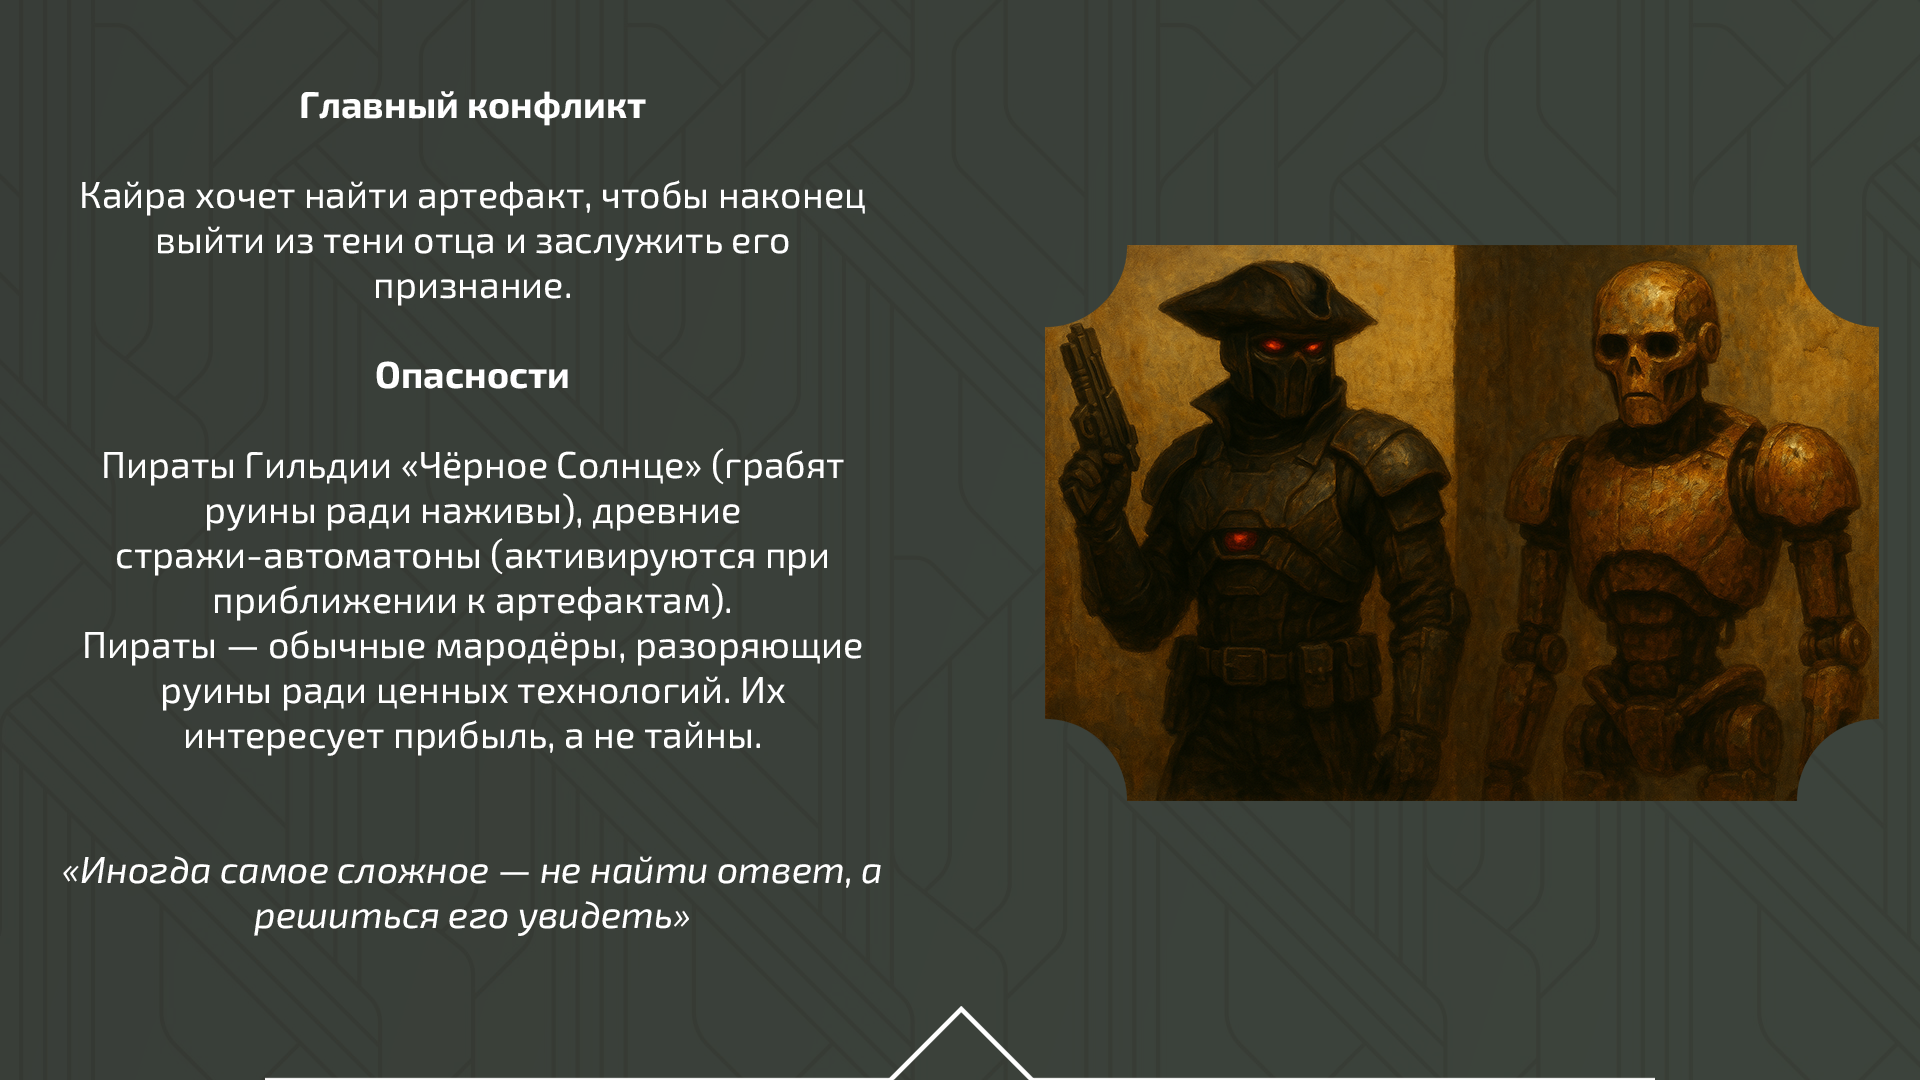 Главный конфликт
Кайра хочет найти артефакт, чтобы наконец
выйти из тени отца и заслужить его
признание.
Опасности
Пираты Гильдии «Чёрное Солнце» (грабят
руины ради наживы), древние
стражи-автоматоны (активируются при
приближении к артефактам).
Пираты — обычные мародёры, разоряющие
руины ради ценных технологий. Их
интересует прибыль, а не тайны.
«Иногда самое сложное — не найти ответ, а
решиться его увидеть»